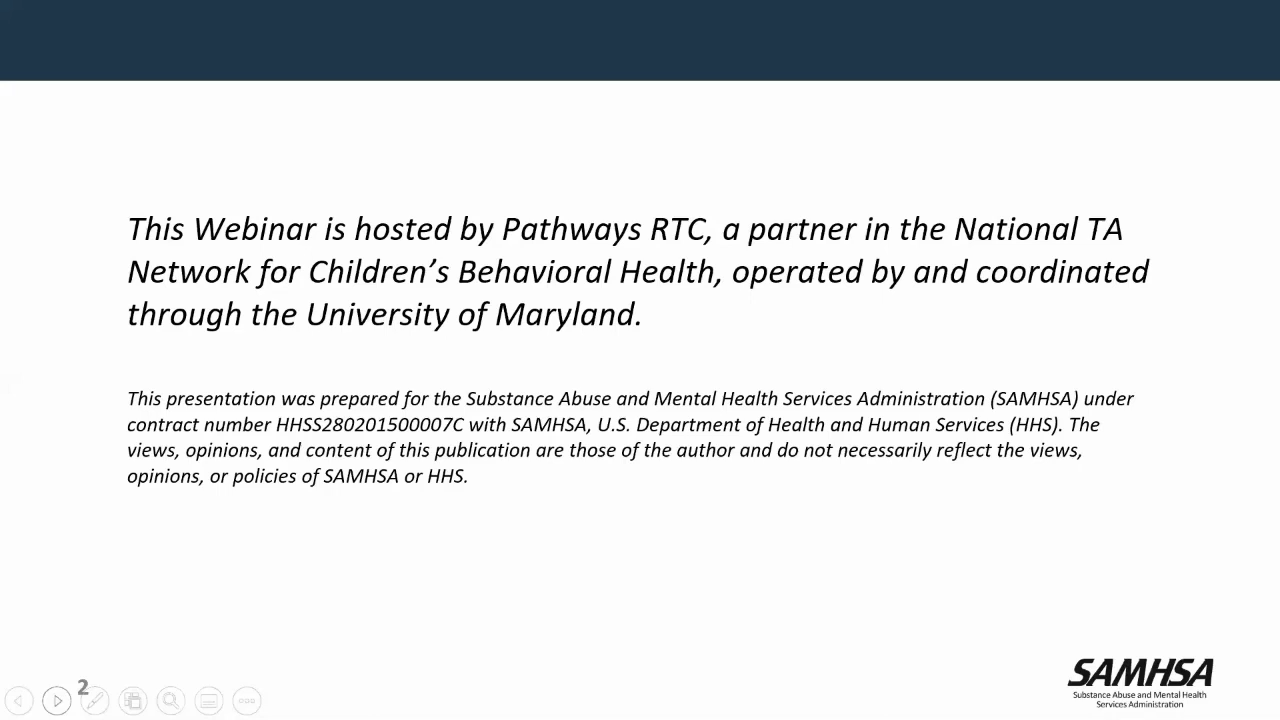 This Webinar is hosted by Pathways RTC, a partner in the National TA
Network for Children’s Behavioral Health, operated by and coordinated
through the University of Maryland.
This presentation was prepared for the Substance Abuse and Mental Health Services Administration (SAMHSA) under
contract number HHSS280201500007C with SAMHSA, U.S. Department of Health and Human Services (HHS). The
views, opinions, and content of this publication are those of the author and do not necessarily reflect the views,
opinions, or policies of SAMHSA or HHS.
2
SAMHSA
Substance Abuse and Mental Health
Services Administration